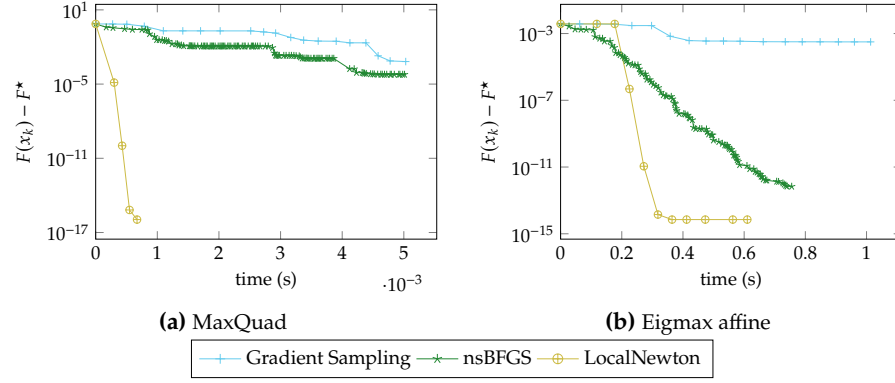 10^1
10^−5
10^−11
10^−17
F(x_k) − F★
0 1 2 3 4 5
time (s)
·10^−3
(a) MaxQuad
10^−3
10^−7
10^−11
10^−15
F(x_k) − F★
0 0.2 0.4 0.6 0.8 1
time (s)
(b) Eigmax affine
Gradient Sampling nsBFGS LocalNewton